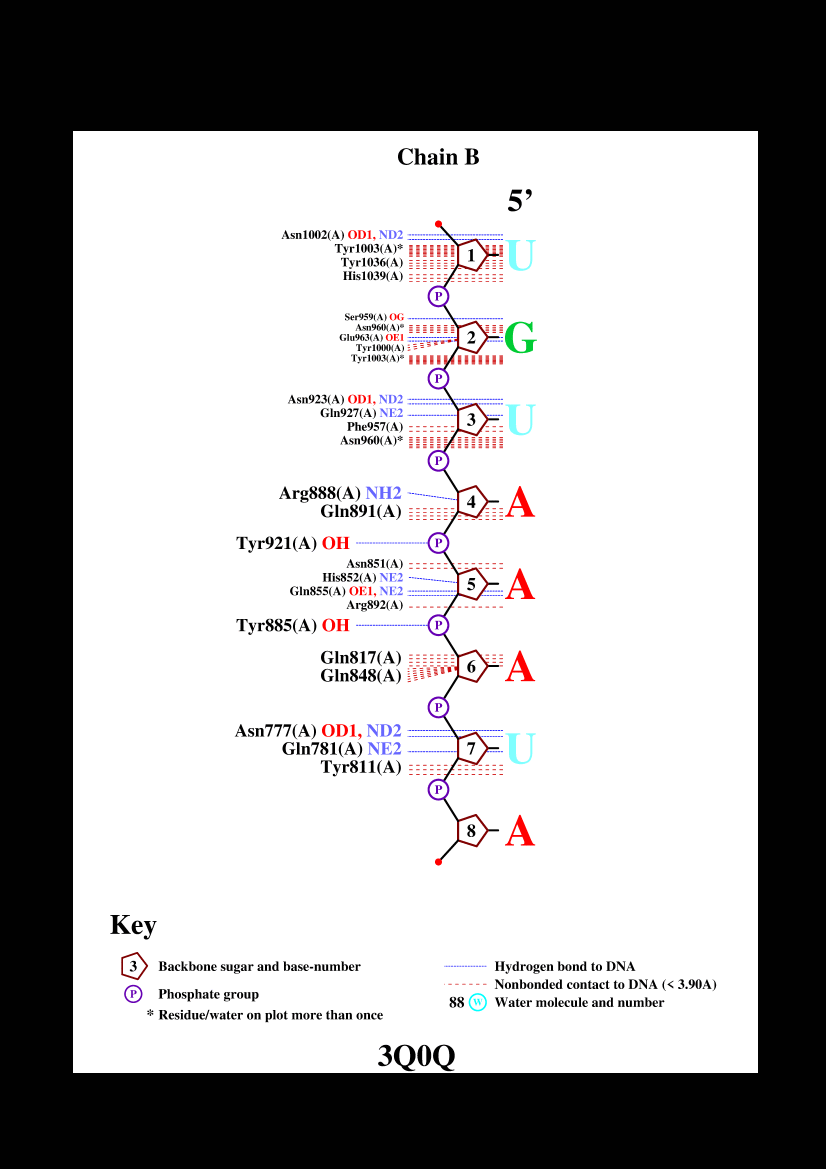 Chain B
5’
Asn1002(A) OD1, ND2
Tyr1003(A)*
1 U
Tyr1036(A)
His1039(A)
P
Ser959(A) OG
Asn960(A)*
Glu963(A) OE1
2 G
Tyr1000(A)
Tyr1003(A)*
P
Asn923(A) OD1, ND2
Gln927(A) NE2
3 U
Phe957(A)
Asn960(A)*
P
Arg888(A) NH2
4 A
Gln891(A)
Tyr921(A) OH P
Asn851(A)
His852(A) NE2
5 A
Gln855(A) OE1, NE2
Arg892(A)
Tyr885(A) OH P
Gln817(A)
6 A
Gln848(A)
P
Asn777(A) OD1, ND2
Gln781(A) NE2 7 U
Tyr811(A)
P
8 A
Key
3 Backbone sugar and base-number
P Phosphate group
* Residue/water on plot more than once
Hydrogen bond to DNA
Nonbonded contact to DNA (< 3.90A)
88 W Water molecule and number
3Q0Q